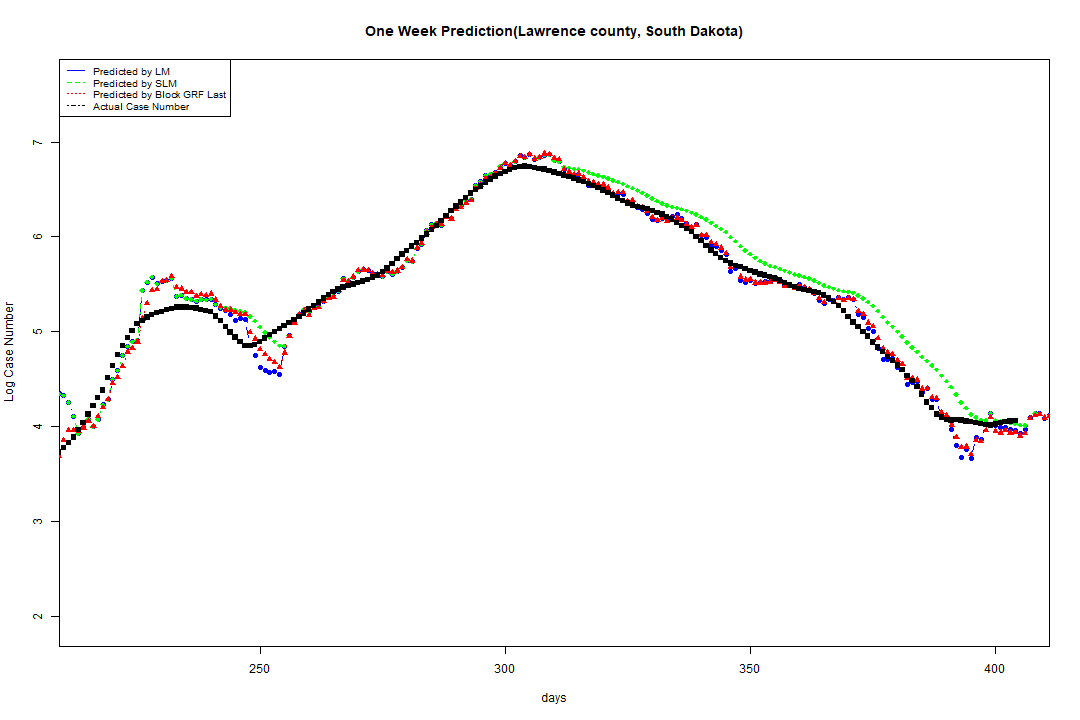 One Week Prediction(Lawrence county, South Dakota)
Predicted by LM
Predicted by SLM
Predicted by Block GRF Last
Actual Case Number
7
6
5
4
3
2
Log Case Number
250 300 350 400
days